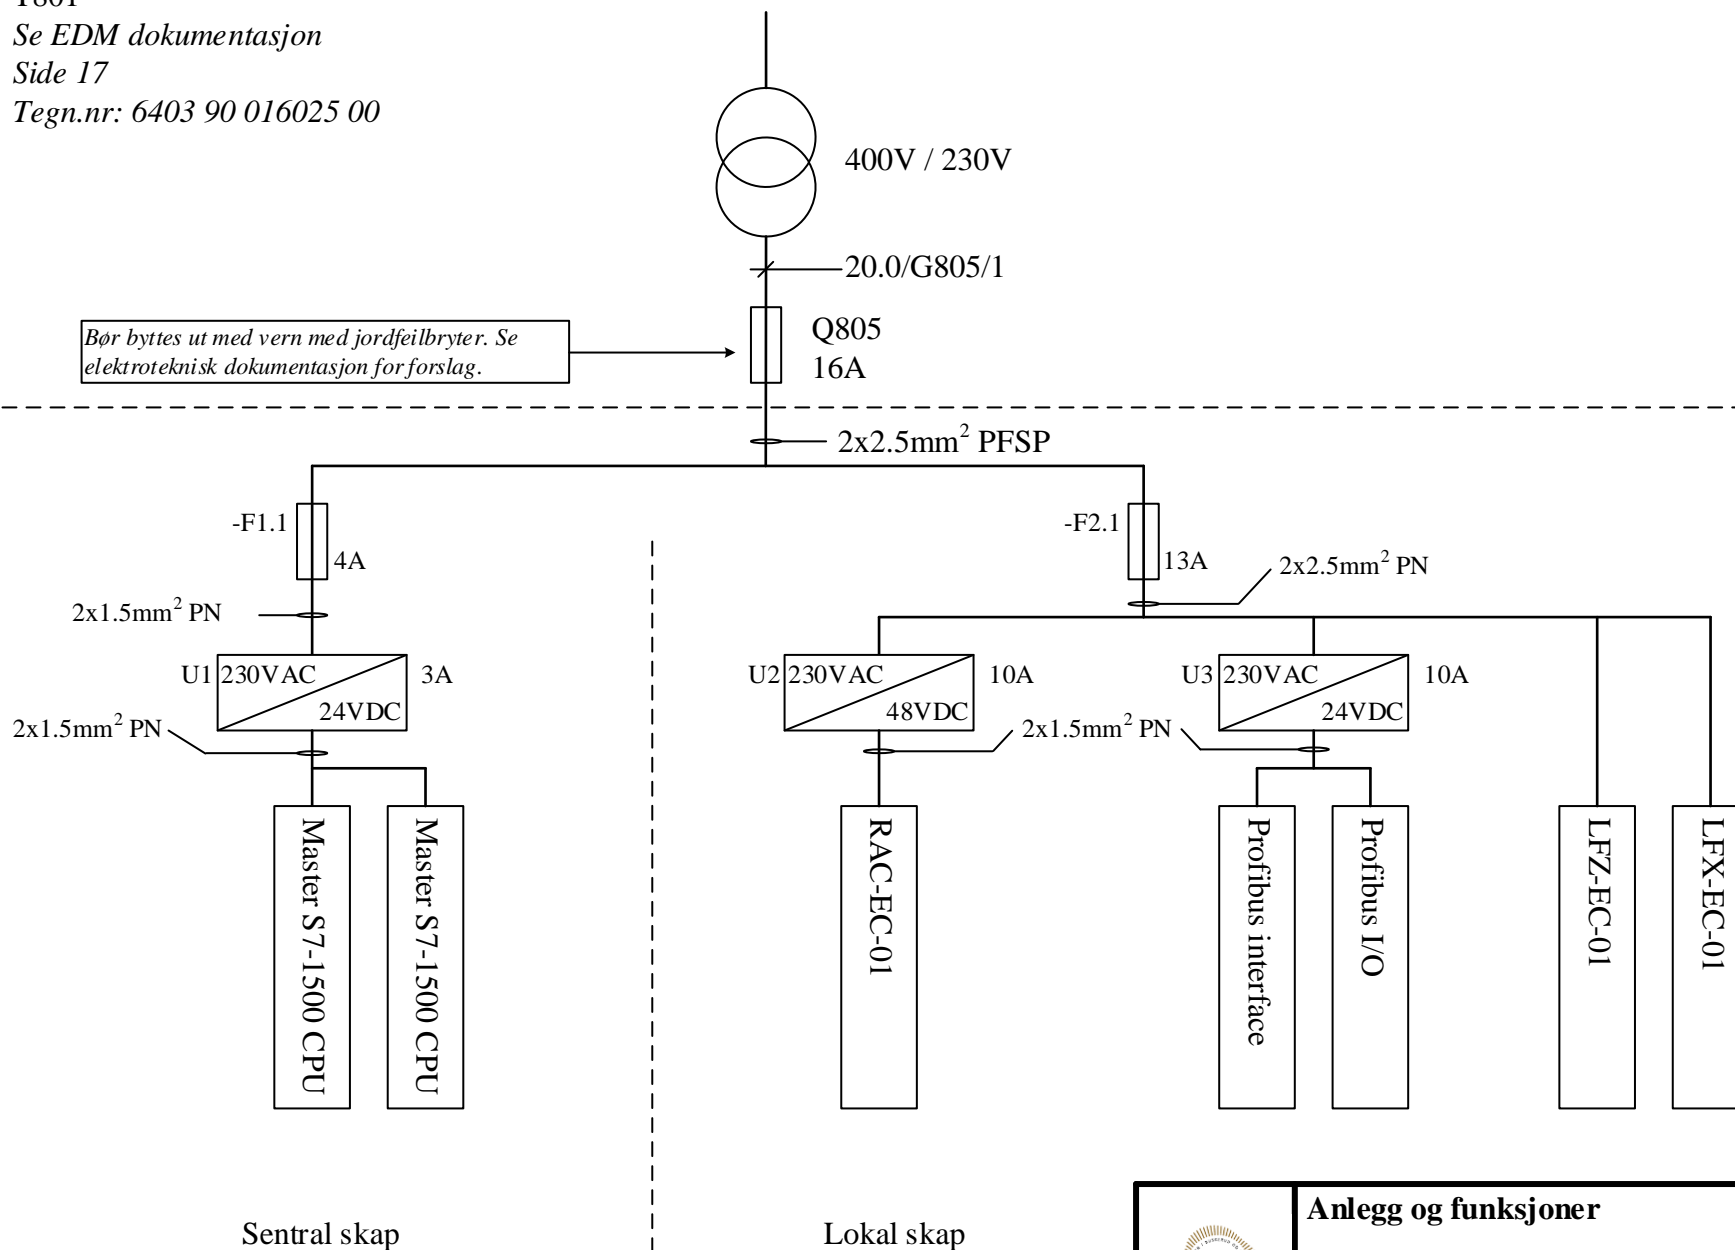 T801
Se EDM dokumentasjon
Side 17
Tegn.nr: 6403 90 016025 00
400V / 230V
20.0/G805/1
Bør byttes ut med vern med jordfeilbryter. Se
elektroteknisk dokumentasjon for forslag.
Q805
16A
2x2.5mm² PFSP
-F1.1
4A
-F2.1
13A
2x2.5mm² PN
2x1.5mm² PN
U1
230VAC
24VDC
3A
U2
230VAC
48VDC
10A
U3
230VAC
24VDC
10A
2x1.5mm² PN
2x1.5mm² PN
Master S7-1500 CPU
Master S7-1500 CPU
RAC-EC-01
Profibus interface
Profibus I/O
LFZ-EC-01
LFX-EC-01
Sentral skap
Lokal skap
Anlegg og funksjoner